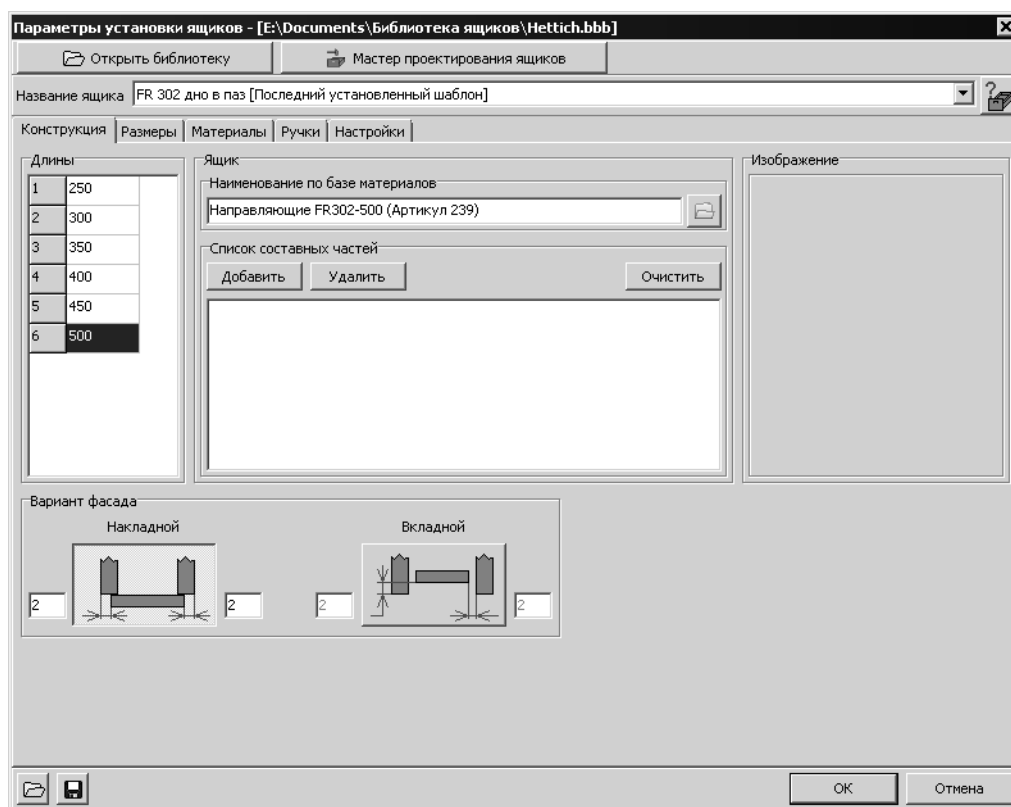 Параметры установки ящиков - [E:\Documents\Библиотека ящиков\Hettich.bbb]
Открыть библиотеку
Мастер проектирования ящиков
Название ящика
FR 302 дно в паз [Последний установленный шаблон]
Конструкция
Размеры
Материалы
Ручки
Настройки
Длины
1 250
2 300
3 350
4 400
5 450
6 500
Ящик
Наименование по базе материалов
Направляющие FR302-500 (Артикул 239)
Список составных частей
Добавить
Удалить
Очистить
Изображение
Вариант фасада
Накладной
2
2
Вкладной
2
2
OK
Отмена